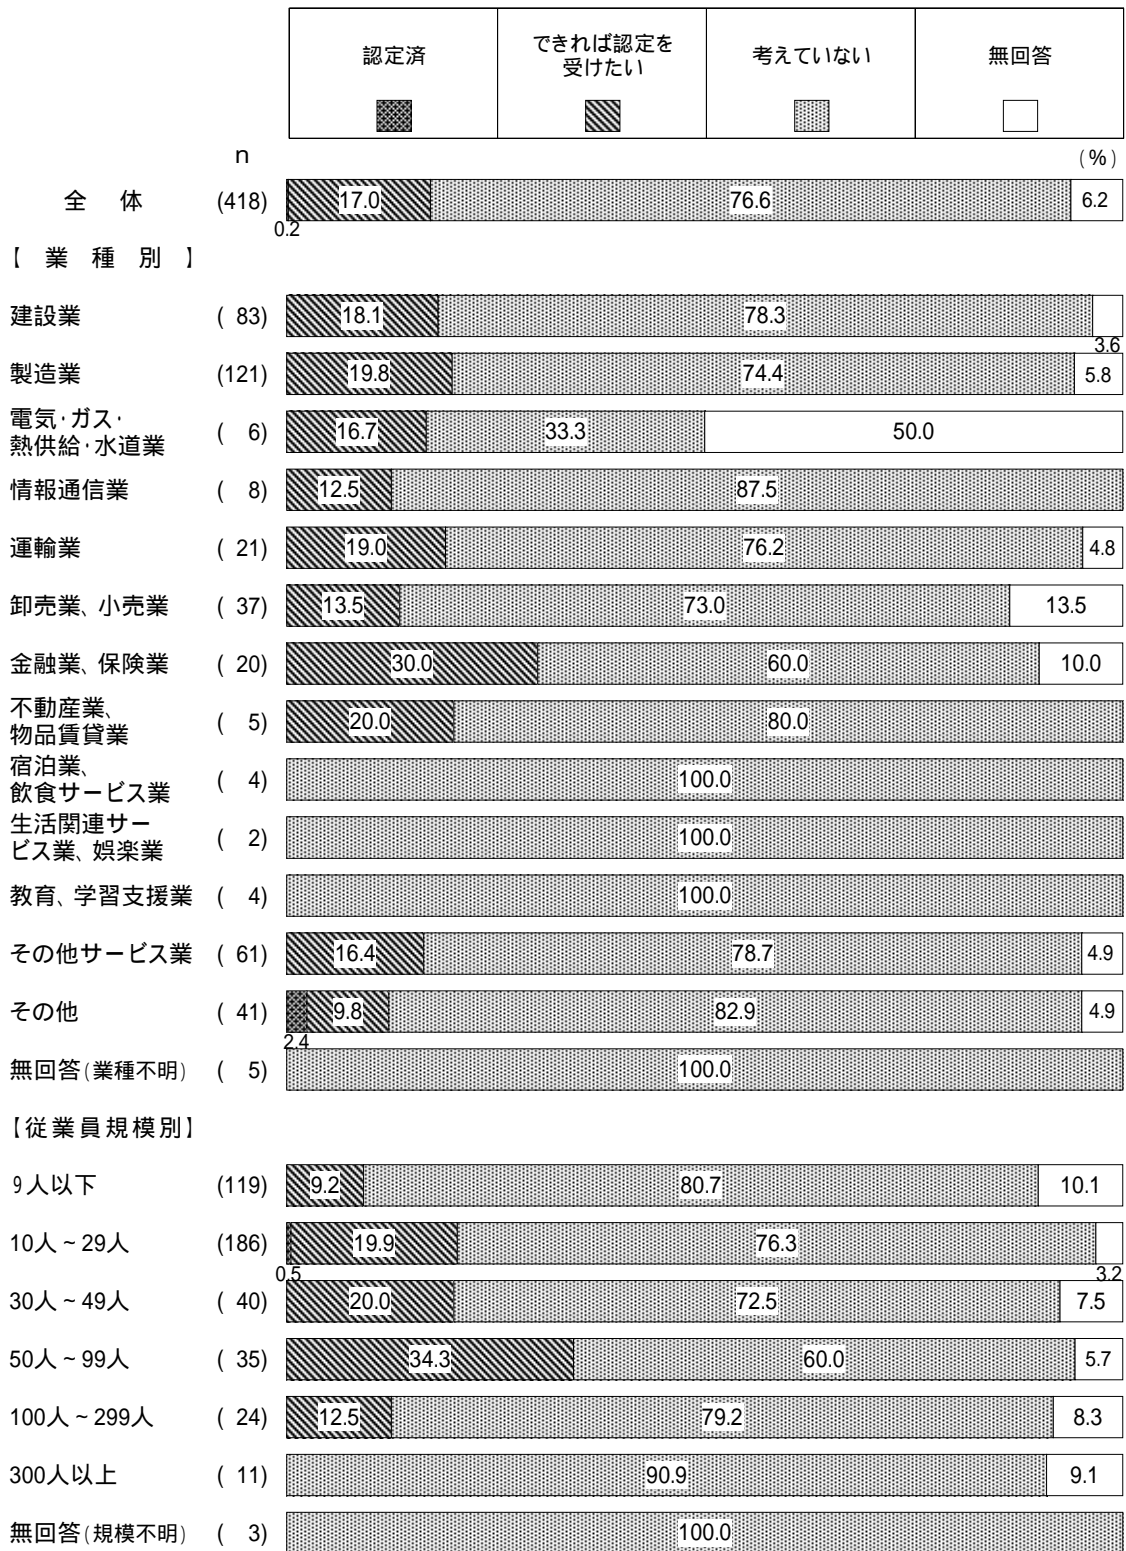 認定済
できれば認定を
受けたい
考えていない
無回答
n
(%)
全 体 (418) 17.0 76.6 6.2
0.2
【 業 種 別 】
建設業 ( 83) 18.1 78.3
3.6
製造業 (121) 19.8 74.4 5.8
電気・ガス・
熱供給・水道業 ( 6) 16.7 33.3 50.0
情報通信業 ( 8) 12.5 87.5
運輸業 ( 21) 19.0 76.2 4.8
卸売業、小売業 ( 37) 13.5 73.0 13.5
金融業、保険業 ( 20) 30.0 60.0 10.0
不動産業、
物品賃貸業 ( 5) 20.0 80.0
宿泊業、
飲食サービス業 ( 4) 100.0
生活関連サー
ビス業、娯楽業 ( 2) 100.0
教育、学習支援業 ( 4) 100.0
その他サービス業 ( 61) 16.4 78.7 4.9
その他 ( 41) 9.8 82.9 4.9
2.4
無回答(業種不明) ( 5) 100.0
【従業員規模別】
9人以下 (119) 9.2 80.7 10.1
10人~29人 (186) 19.9 76.3
0.5 3.2
30人~49人 ( 40) 20.0 72.5 7.5
50人~99人 ( 35) 34.3 60.0 5.7
100人~299人 ( 24) 12.5 79.2 8.3
300人以上 ( 11) 90.9 9.1
無回答(規模不明) ( 3) 100.0